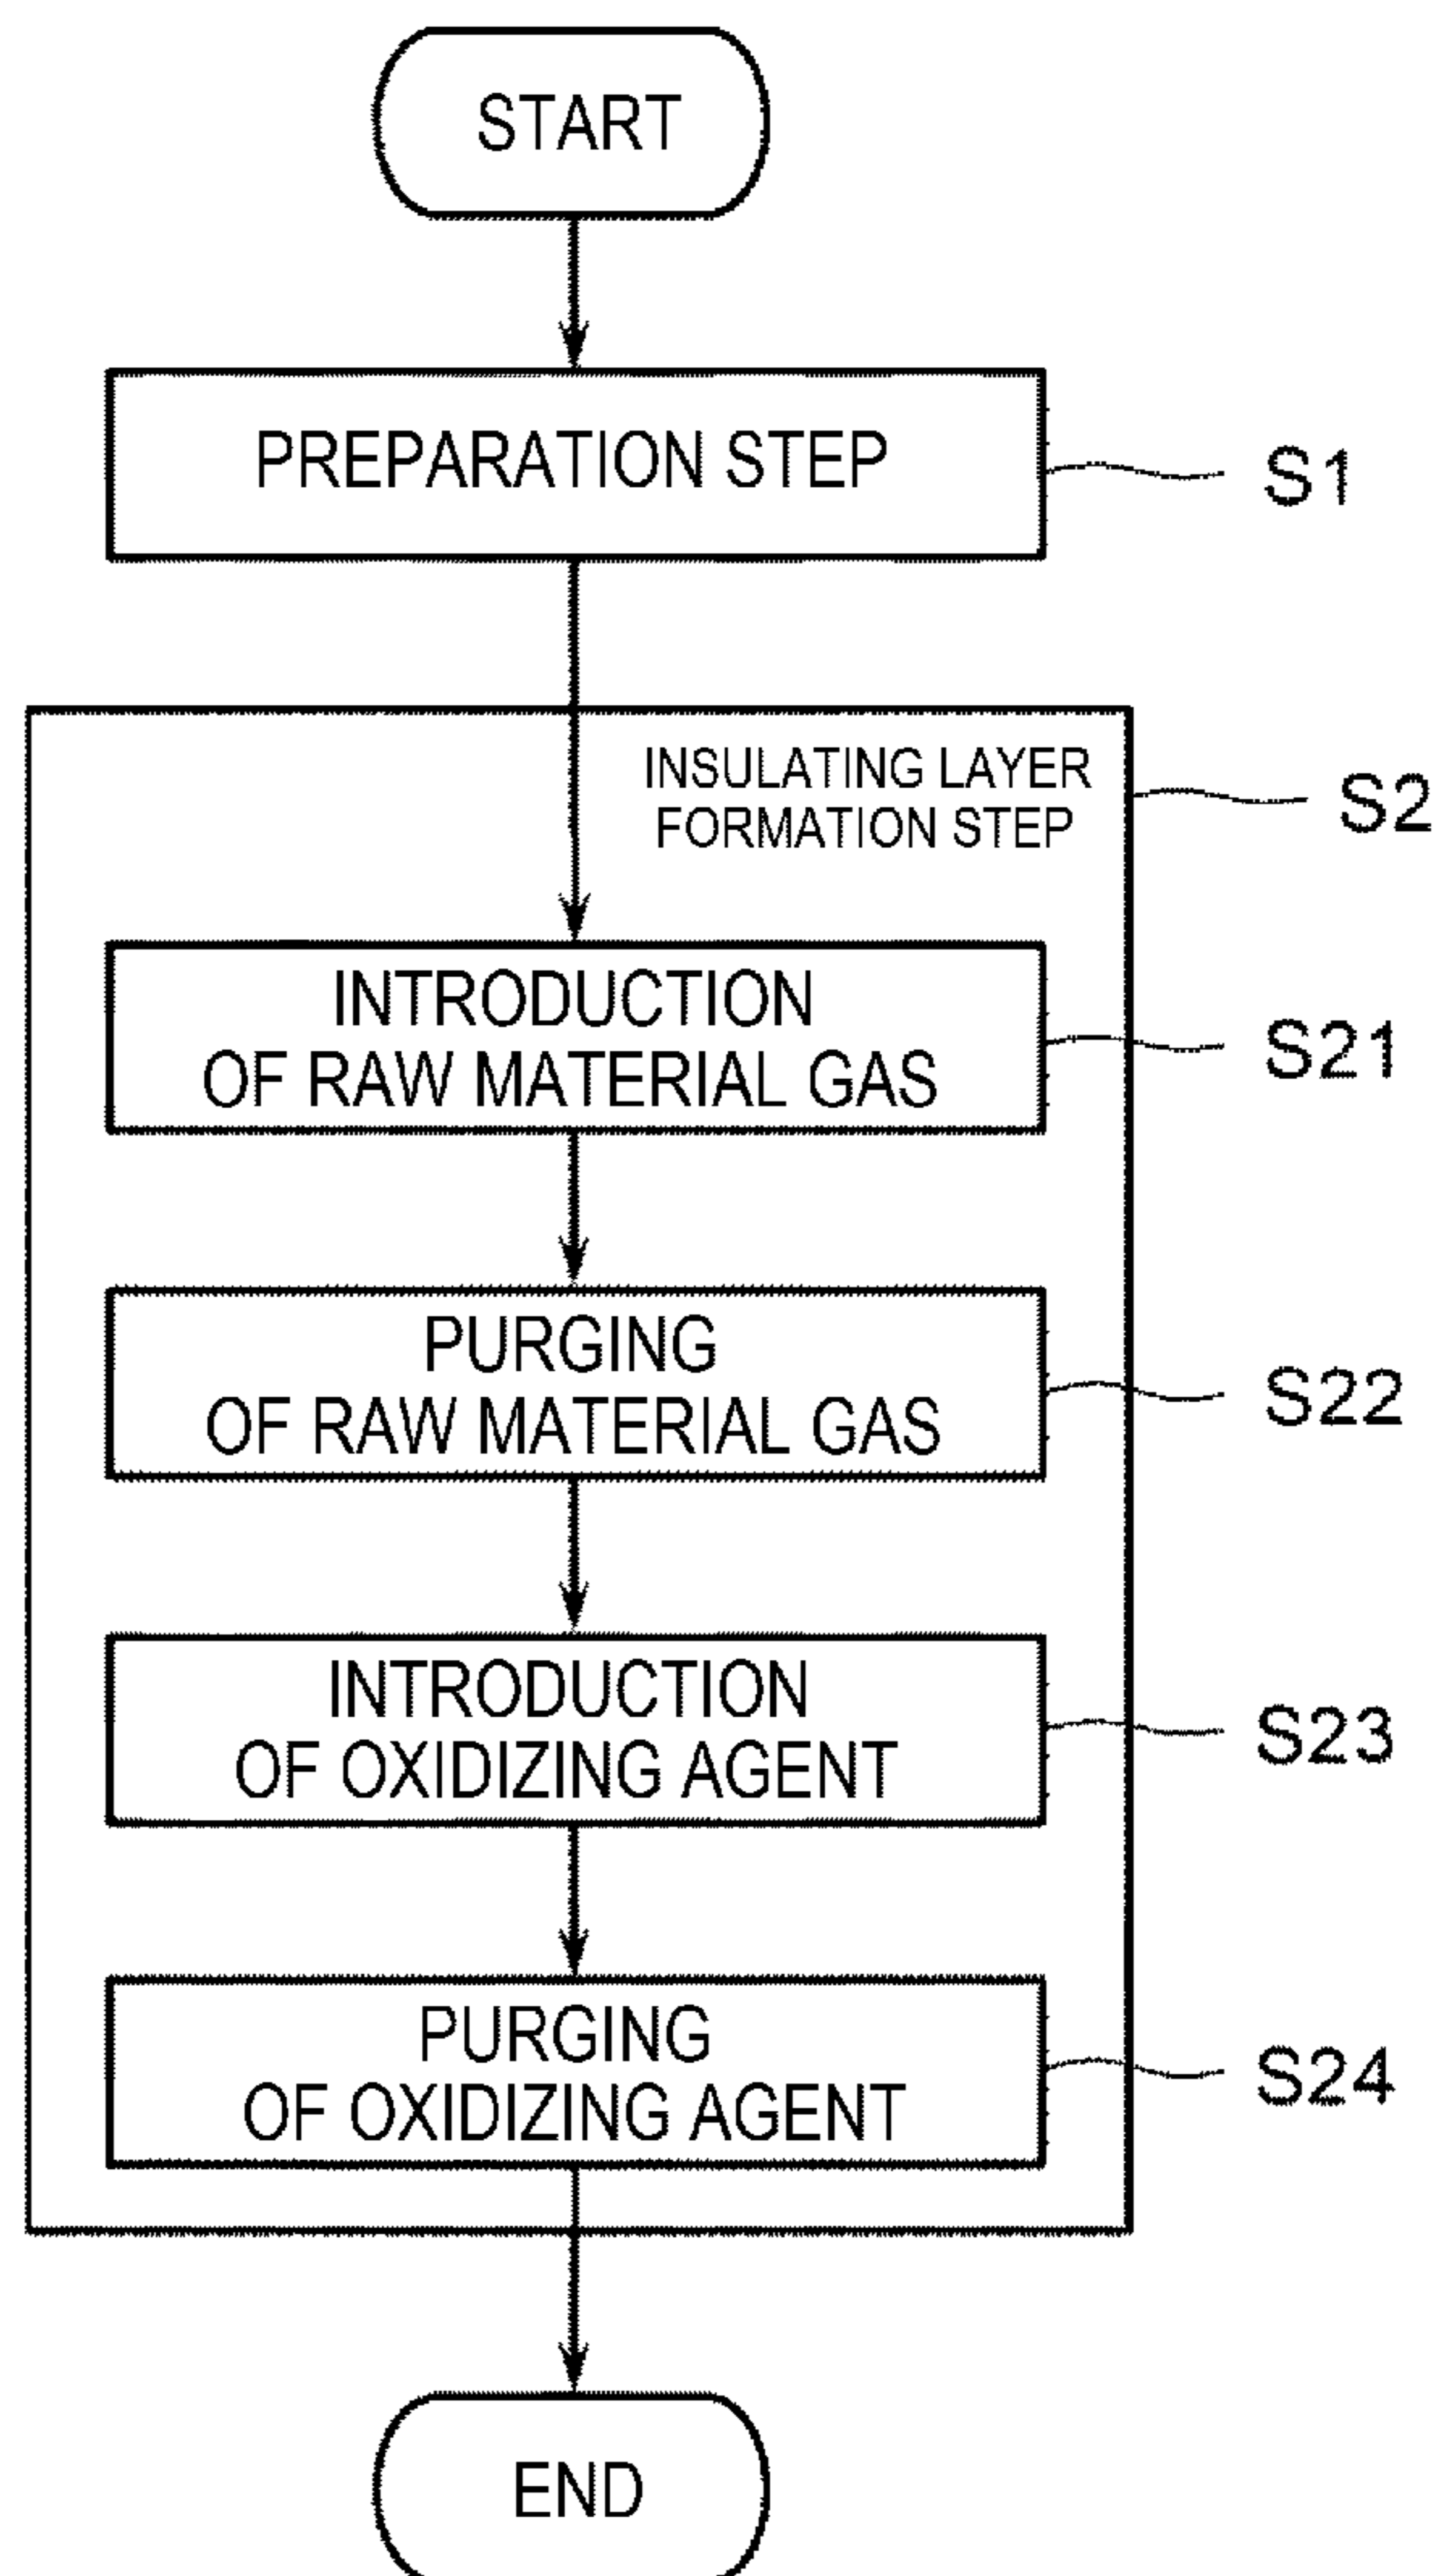 START
PREPARATION STEP
S1
INSULATING LAYER
FORMATION STEP
S2
INTRODUCTION
OF RAW MATERIAL GAS
S21
PURGING
OF RAW MATERIAL GAS
S22
INTRODUCTION
OF OXIDIZING AGENT
S23
PURGING
OF OXIDIZING AGENT
S24
END